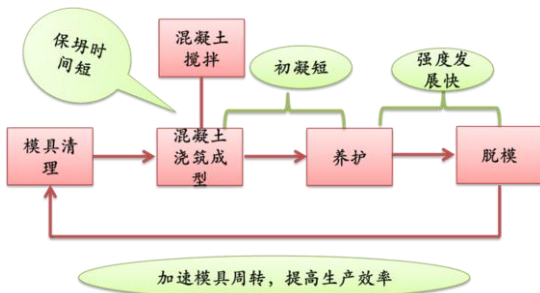 保坍时
间短
混凝土
搅拌
初凝短
强度发
展快
模具清
理
混凝土
浇筑成
型
养护
脱模
加速模具周转，提高生产效率